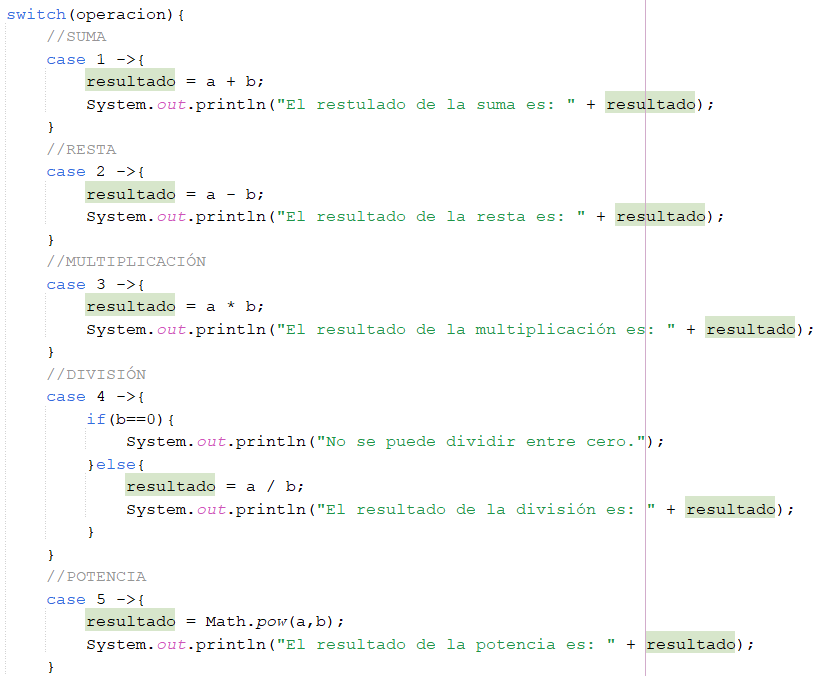 switch(operacion){
//SUMA
case 1 ->{
resultado = a + b;
System.out.println("El restulado de la suma es: " + resultado);
}
//RESTA
case 2 ->{
resultado = a - b;
System.out.println("El resultado de la resta es: " + resultado);
}
//MULTIPLICACIÓN
case 3 ->{
resultado = a * b;
System.out.println("El resultado de la multiplicación es: " + resultado);
}
//DIVISIÓN
case 4 ->{
if(b==0){
System.out.println("No se puede dividir entre cero.");
}else{
resultado = a / b;
System.out.println("El resultado de la división es: " + resultado);
}
}
//POTENCIA
case 5 ->{
resultado = Math.pow(a,b);
System.out.println("El resultado de la potencia es: " + resultado);
}